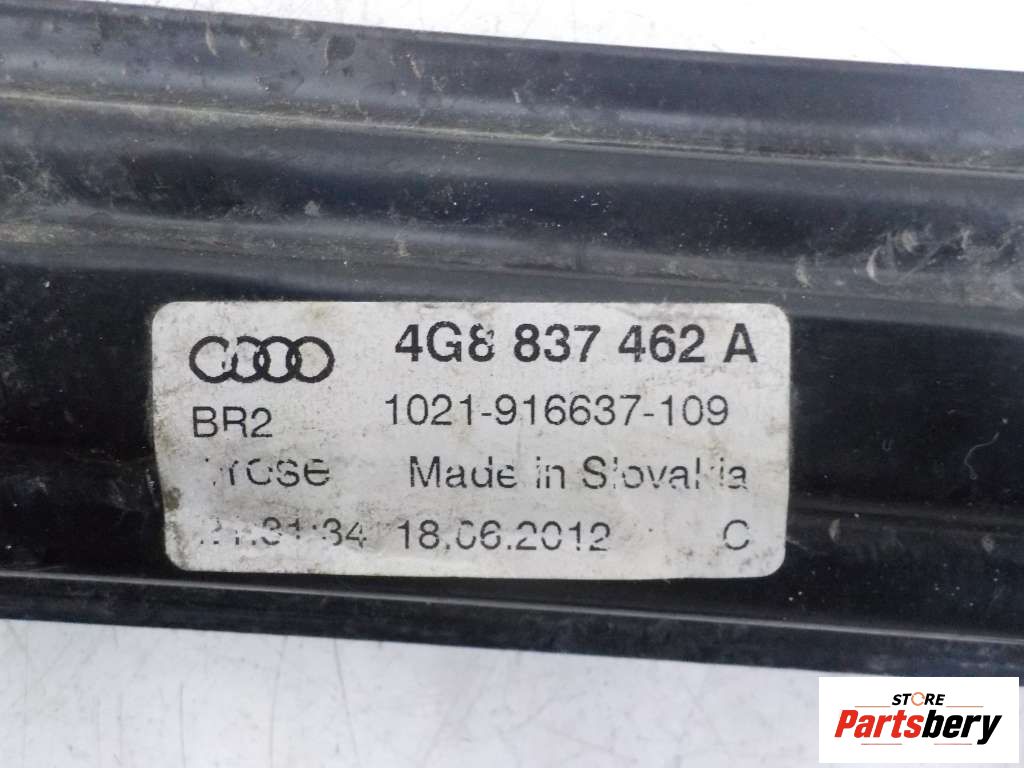 4G8 837 462 A
BR2 1021-916637-109
Made in Slovakia
18.06.2012 C
STORE
Partsbery